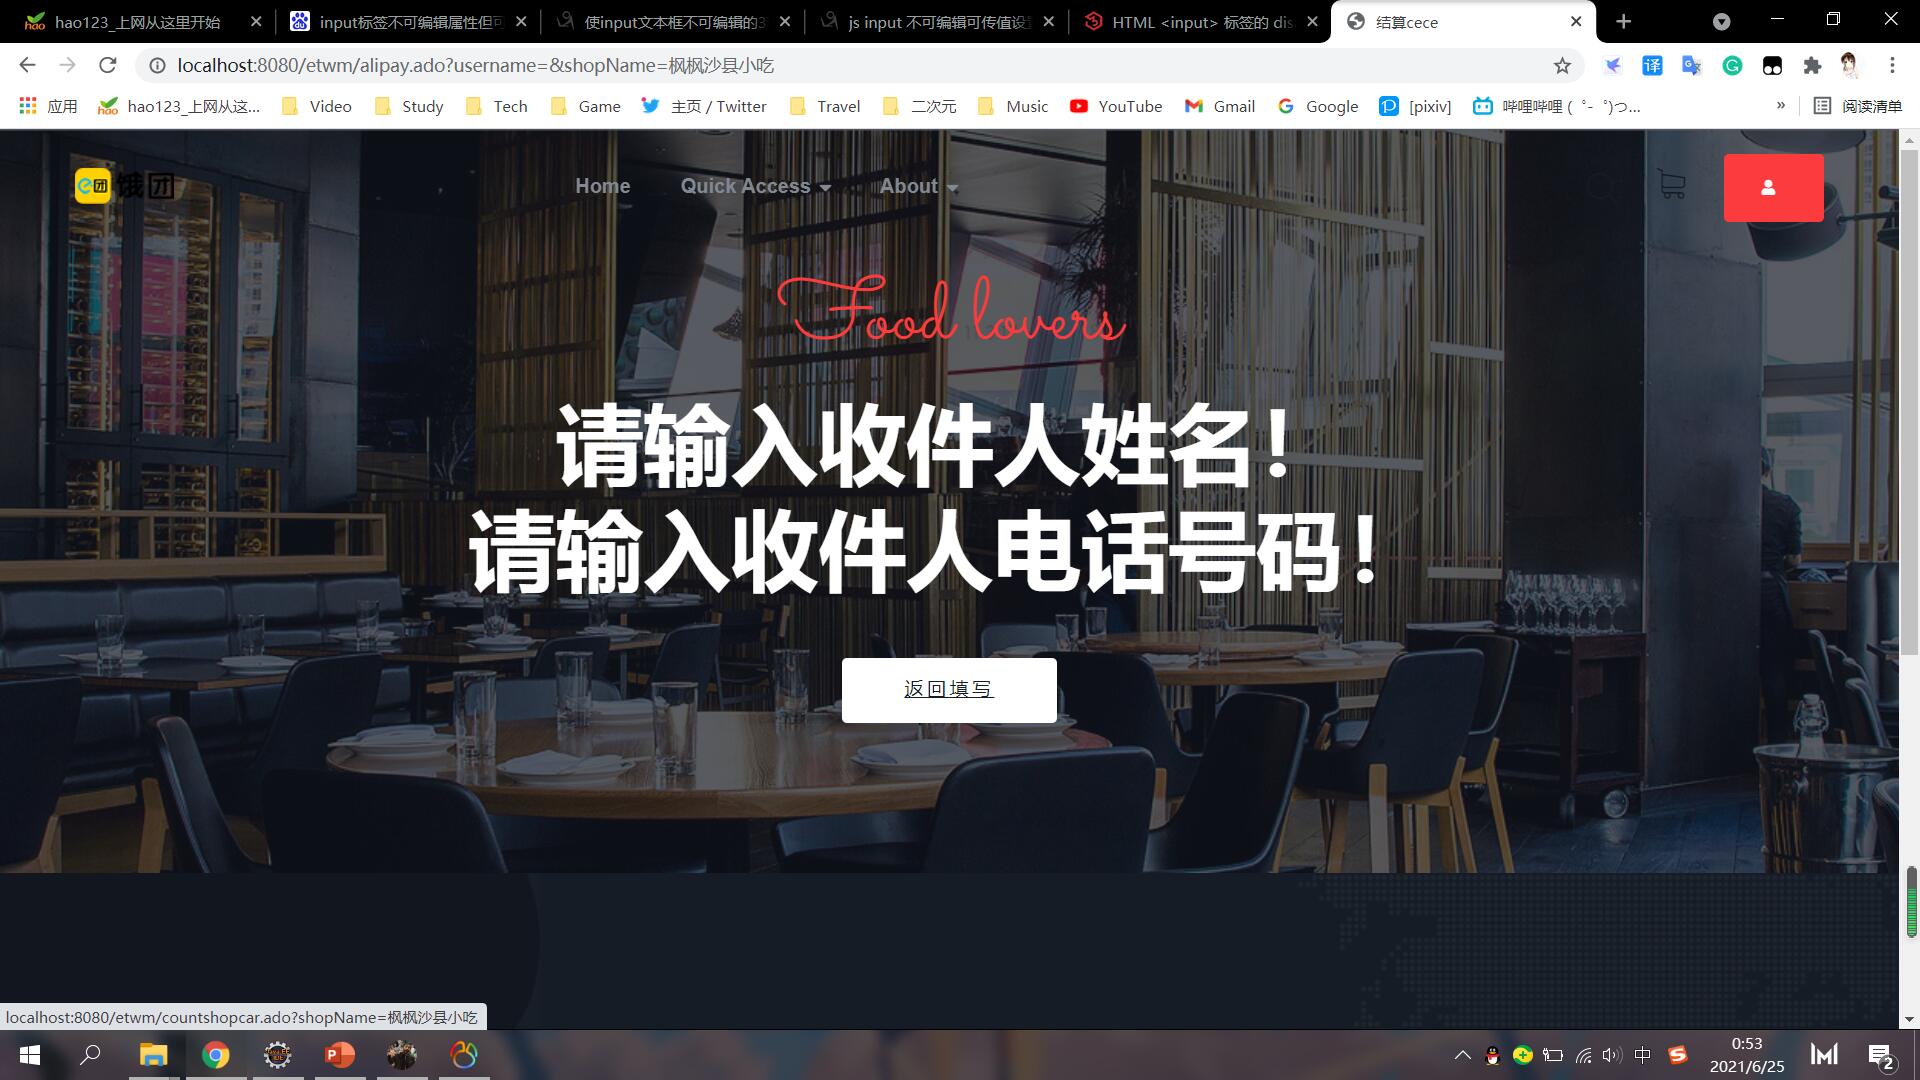 hao123_上网从这里开始
input标签不可编辑属性但可
使input文本框不可编辑的3
js input 不可编辑可传值设
HTML <input> 标签的 dis
结算cece
localhost:8080/etwm/alipay.ado?username=&shopName=枫枫沙县小吃
应用
hao123_上网从这...
Video
Study
Tech
Game
主页 / Twitter
Travel
二次元
Music
YouTube
Gmail
Google
[pixiv]
哔哩哔哩 ( ゜- ゜)つ...
»
阅读清单
e团 饿团
Home
Quick Access
About
Food lovers
请输入收件人姓名!
请输入收件人电话号码!
返回填写
localhost:8080/etwm/countshopcar.ado?shopName=枫枫沙县小吃
中
0:53
2021/6/25
2